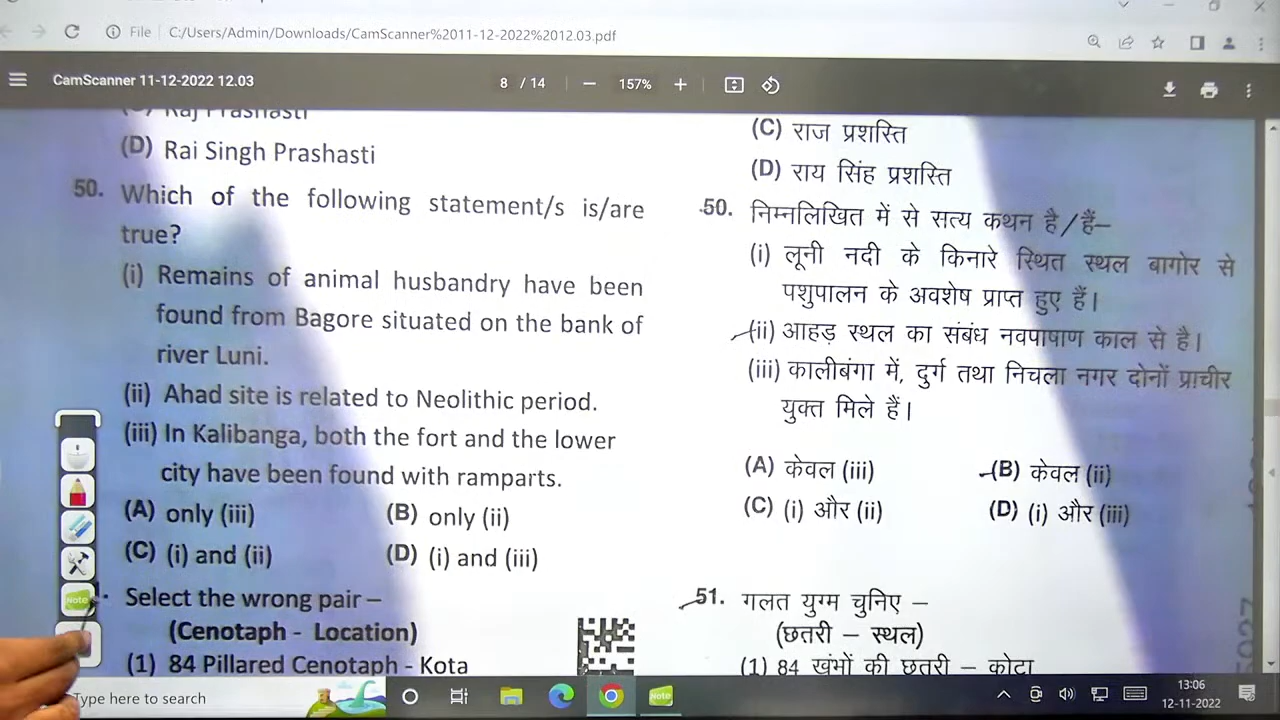 File C:/Users/Admin/Downloads/CamScanner%2011-12-2022%2012.03.pdf
CamScanner 11-12-2022 12.03
8 / 14
157%
(C) Raj Prashasti
(D) Rai Singh Prashasti
50. Which of the following statement/s is/are
true?
(i) Remains of animal husbandry have been
found from Bagore situated on the bank of
river Luni.
(ii) Ahad site is related to Neolithic period.
(iii) In Kalibanga, both the fort and the lower
city have been found with ramparts.
(A) only (iii) (B) only (ii)
(C) (i) and (ii) (D) (i) and (iii)
Select the wrong pair –
(Cenotaph - Location)
(1) 84 Pillared Cenotaph - Kota
(C) राज प्रशस्ति
(D) राय सिंह प्रशस्ति
50. निम्नलिखित में से सत्य कथन है/हैं–
(i) लूनी नदी के किनारे स्थित स्थल बागोर से
पशुपालन के अवशेष प्राप्त हुए हैं।
(ii) आहड़ स्थल का संबंध नवपाषाण काल से है।
(iii) कालीबंगा में, दुर्ग तथा निचला नगर दोनों प्राचीर
युक्त मिले हैं।
(A) केवल (iii) (B) केवल (ii)
(C) (i) और (ii) (D) (i) और (iii)
51. गलत युग्म चुनिए –
(छतरी – स्थल)
(1) 84 खंभों की छतरी – कोटा
Note
Type here to search
Note
13:06
12-11-2022